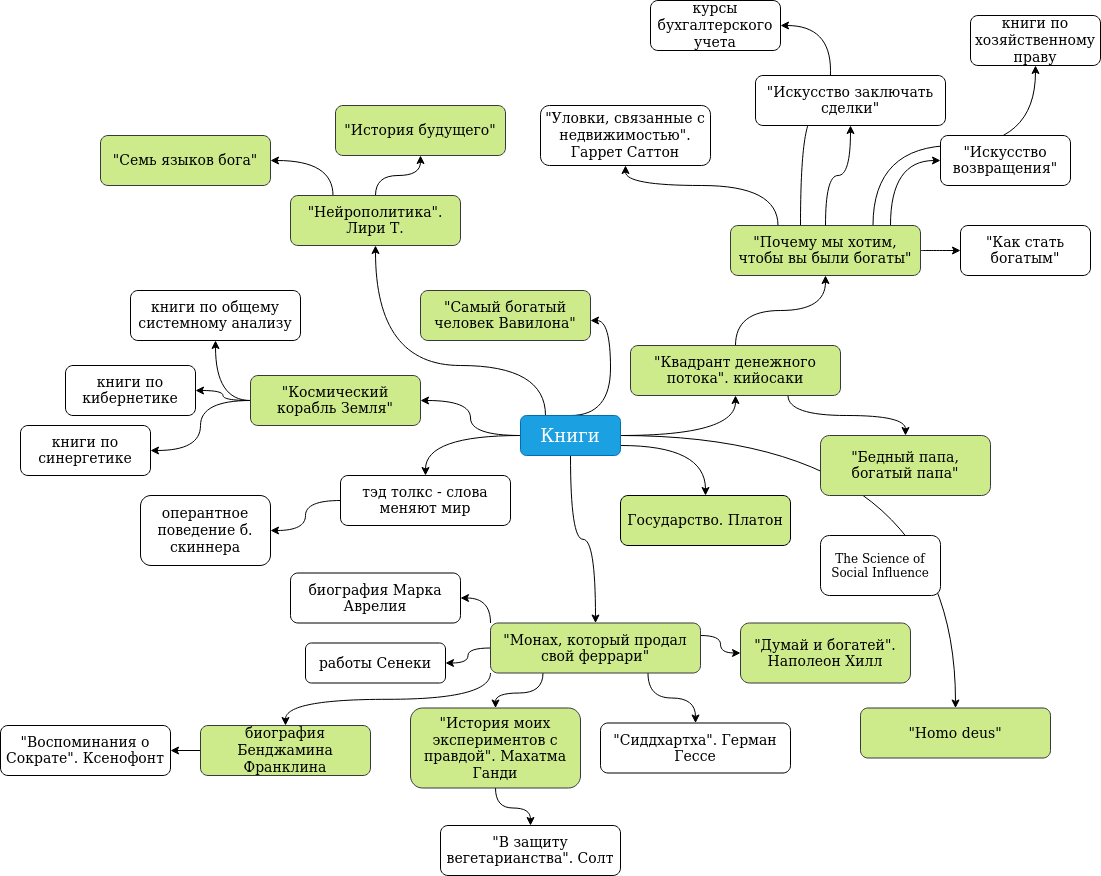 курсы
бухгалтерского
учета
книги по
хозяйственному
праву
"Искусство заключать
сделки"
"История будущего"
"Уловки, связанные с
недвижимостью".
Гаррет Саттон
"Семь языков бога"
"Искусство
возвращения"
"Нейрополитика".
Лири Т.
"Почему мы хотим,
чтобы вы были богаты"
"Как стать
богатым"
книги по общему
системному анализу
"Самый богатый
человек Вавилона"
"Квадрант денежного
потока". кийосаки
книги по
кибернетике
"Космический
корабль Земля"
Книги
книги по
синергетике
"Бедный папа,
богатый папа"
тэд толкс - слова
меняют мир
Государство. Платон
оперантное
поведение б.
скиннера
The Science of
Social Influence
биография Марка
Аврелия
"Монах, который продал
свой феррари"
"Думай и богатей".
Наполеон Хилл
работы Сенеки
"Воспоминания о
Сократе". Ксенофонт
биография
Бенджамина
Франклина
"История моих
экспериментов с
правдой". Махатма
Ганди
"Сиддхартха". Герман
Гессе
"Homo deus"
"В защиту
вегетарианства". Солт